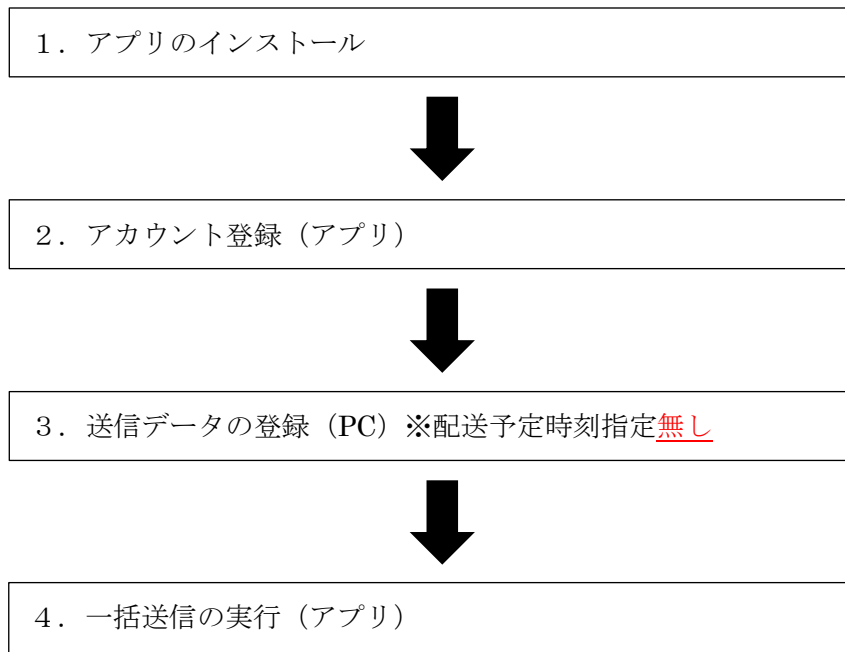 １．アプリのインストール
２．アカウント登録（アプリ）
３．送信データの登録（PC）※配送予定時刻指定無し
４．一括送信の実行（アプリ）